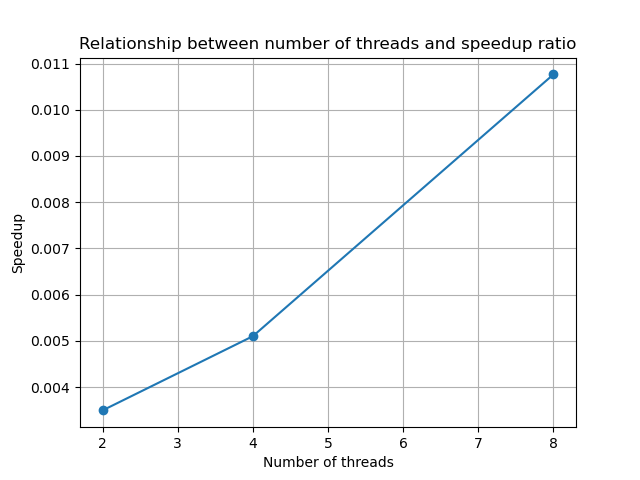 Relationship between number of threads and speedup ratio
0.011
0.010
0.009
0.008
0.007
0.006
0.005
0.004
Speedup
2 3 4 5 6 7 8
Number of threads